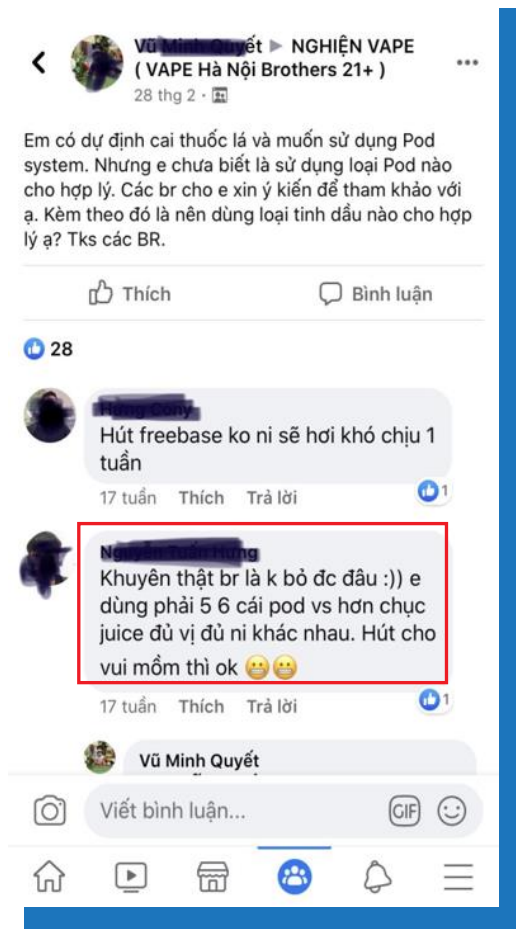 Vũ ▶ NGHIỆN VAPE
( VAPE Hà Nội Brothers 21+ )
28 thg 2 ·
Em có dự định cai thuốc lá và muốn sử dụng Pod
system. Nhưng e chưa biết là sử dụng loại Pod nào
cho hợp lý. Các br cho e xin ý kiến để tham khảo với
ạ. Kèm theo đó là nên dùng loại tinh dầu nào cho hợp
lý ạ? Tks các BR.
Thích Bình luận
28
Hút freebase ko ni sẽ hơi khó chịu 1
tuần
17 tuần Thích Trả lời 1
Khuyên thật br là k bỏ đc đâu :)) e
dùng phải 5 6 cái pod vs hơn chục
juice đủ vị đủ ni khác nhau. Hút cho
vui mồm thì ok 😬😬
17 tuần Thích Trả lời 1
Vũ Minh Quyết
Viết bình luận... GIF